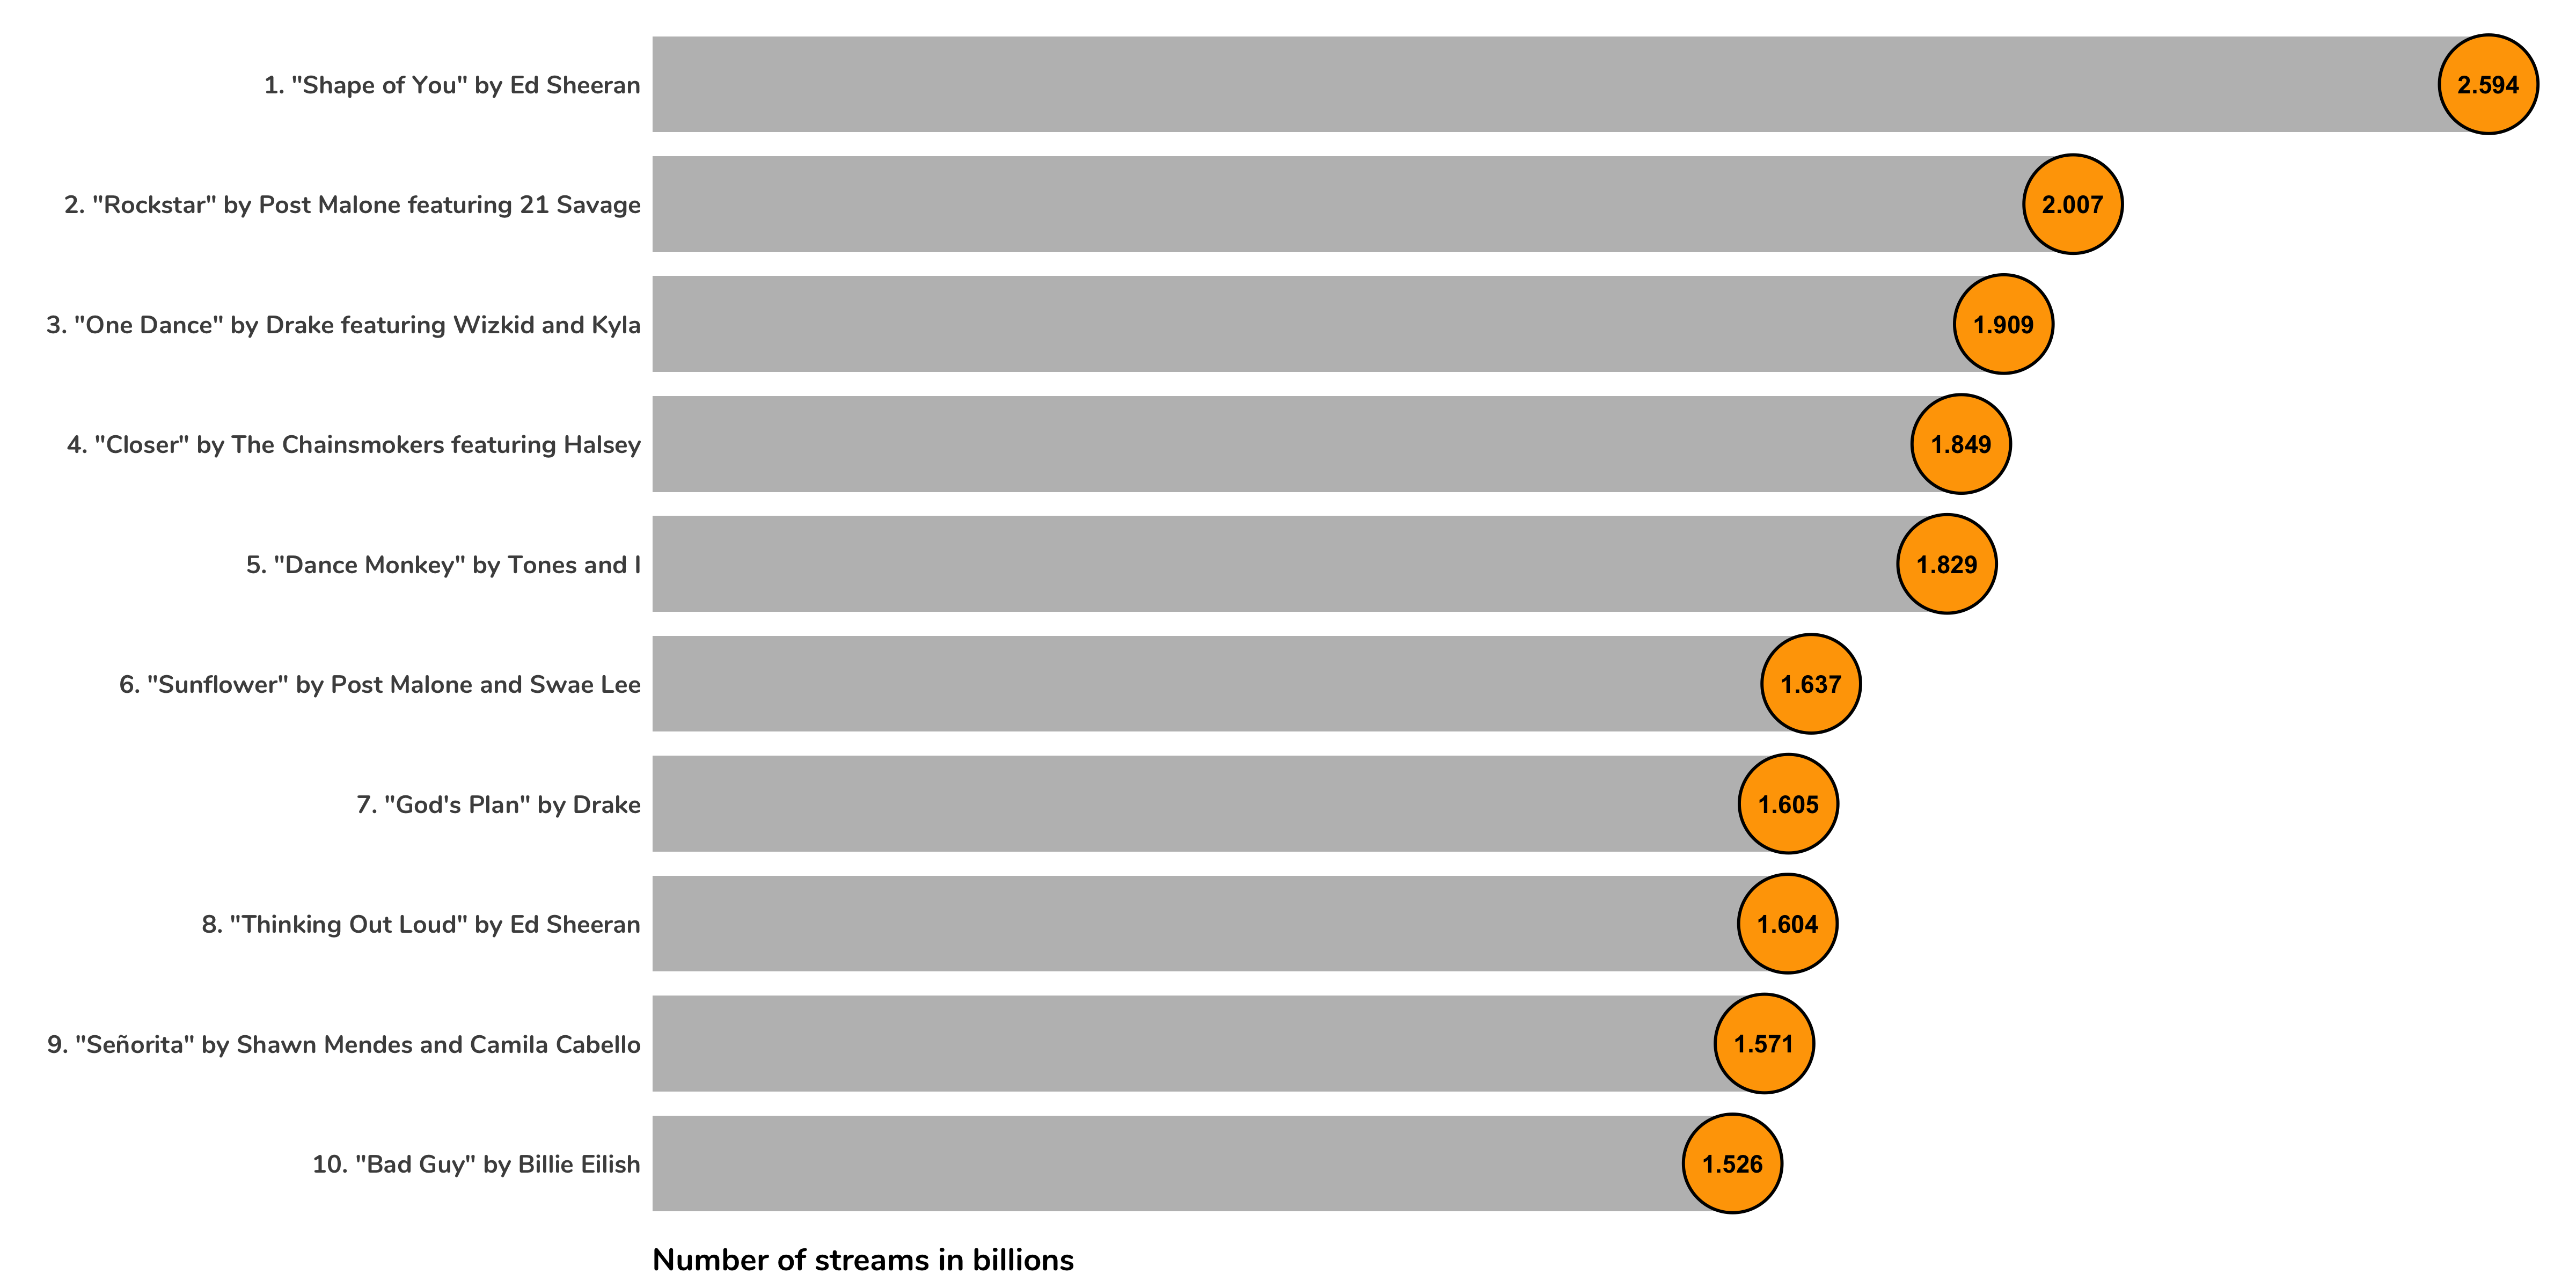 1. "Shape of You" by Ed Sheeran 2.594
2. "Rockstar" by Post Malone featuring 21 Savage 2.007
3. "One Dance" by Drake featuring Wizkid and Kyla 1.909
4. "Closer" by The Chainsmokers featuring Halsey 1.849
5. "Dance Monkey" by Tones and I 1.829
6. "Sunflower" by Post Malone and Swae Lee 1.637
7. "God's Plan" by Drake 1.605
8. "Thinking Out Loud" by Ed Sheeran 1.604
9. "Señorita" by Shawn Mendes and Camila Cabello 1.571
10. "Bad Guy" by Billie Eilish 1.526
Number of streams in billions